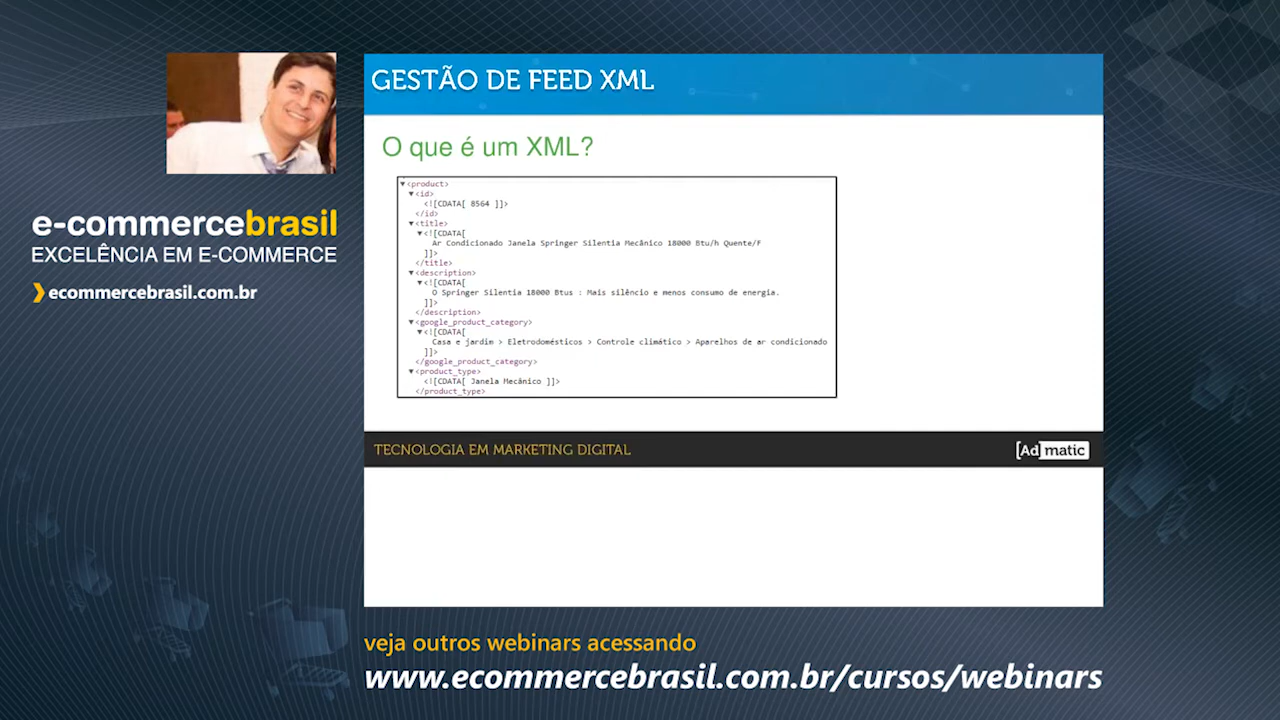 e-commercebrasil
EXCELÊNCIA EM E-COMMERCE
ecommercebrasil.com.br
GESTÃO DE FEED XML
O que é um XML?
▼<product>
▼<id>
<![CDATA[ 8564 ]]>
</id>
▼<title>
▼<![CDATA[
Ar Condicionado Janela Springer Silentia Mecânico 18000 Btu/h Quente/F
]]>
</title>
▼<description>
▼<![CDATA[
O Springer Silentia 18000 Btus : Mais silêncio e menos consumo de energia.
]]>
</description>
▼<google_product_category>
▼<![CDATA[
Casa e jardim > Eletrodomésticos > Controle climático > Aparelhos de ar condicionado
]]>
</google_product_category>
▼<product_type>
<![CDATA[ Janela Mecânico ]]>
</product_type>
TECNOLOGIA EM MARKETING DIGITAL
[Ad]matic
veja outros webinars acessando
www.ecommercebrasil.com.br/cursos/webinars